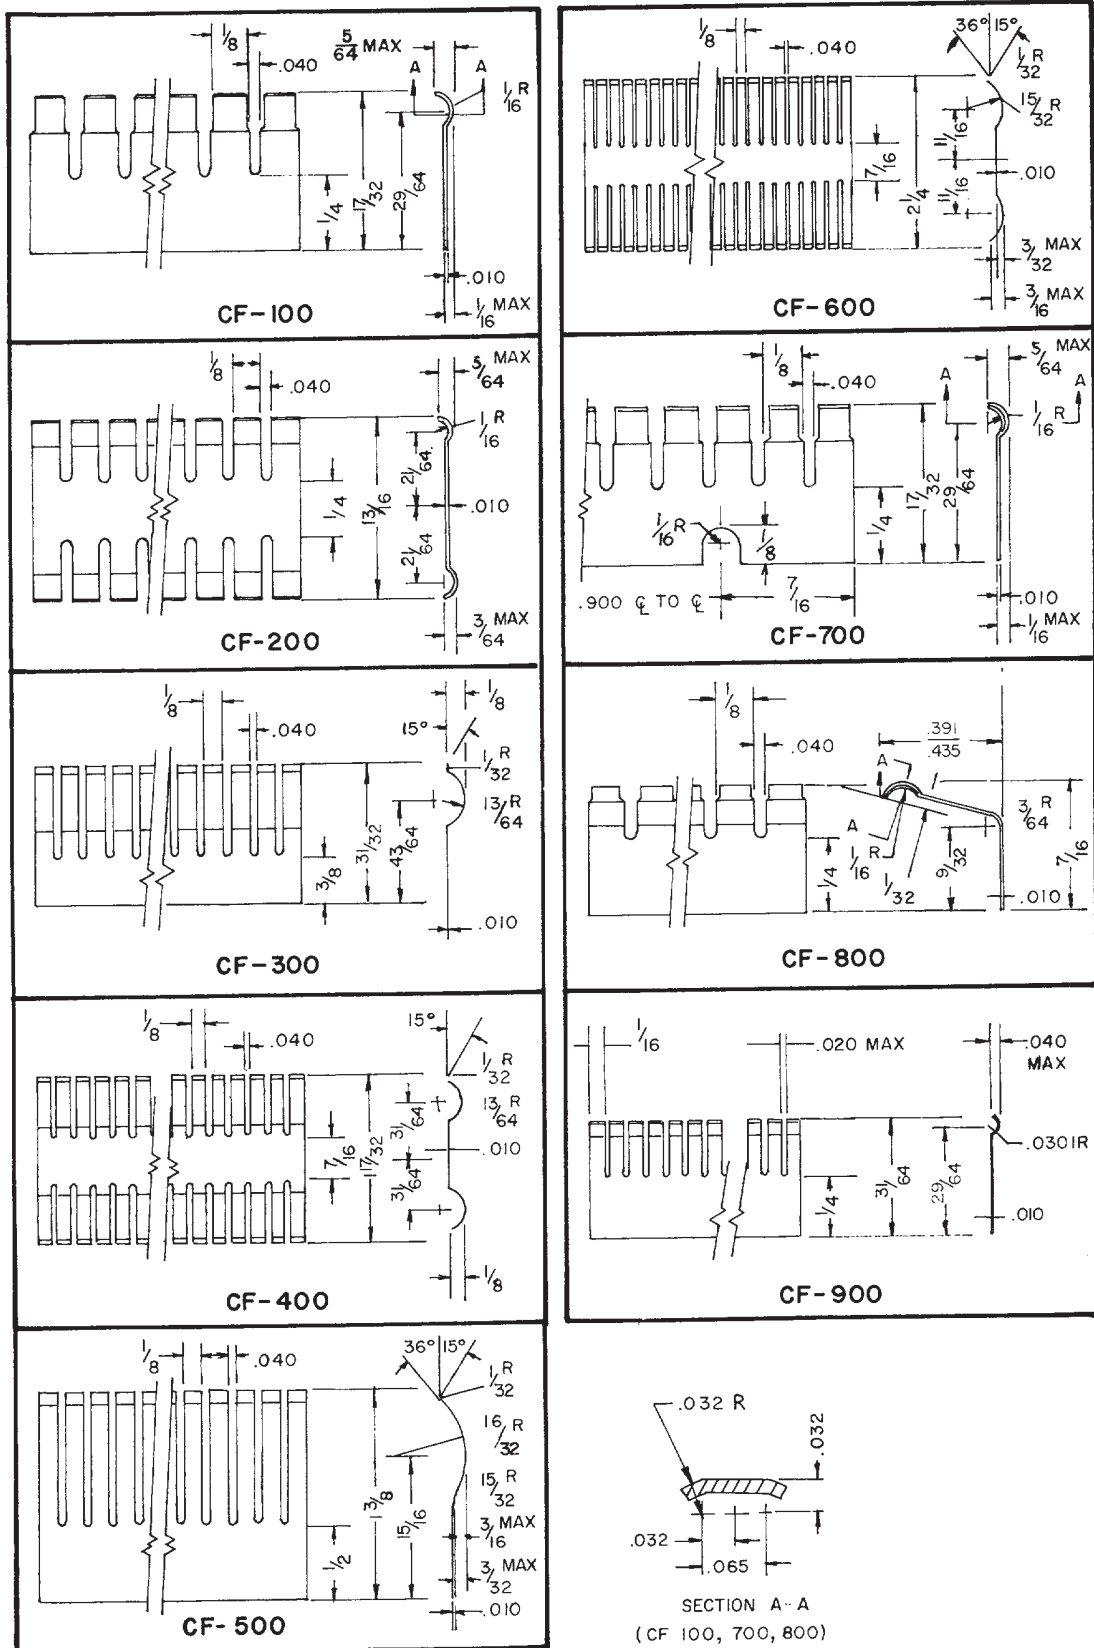 1/8
5/64 MAX
.040
A A
1/16 R
1/4
17/32
29/64
.010
1/16 MAX
CF-100
1/8
.040
5/64 MAX
1/16 R
21/64
1/4
13/16
.010
21/64
3/64 MAX
CF-200
1/8
.040
1/8
15°
1/32 R
13/64 R
31/32
43/64
3/8
.010
CF-300
1/8
.040
15°
1/32 R
13/64 R
31/64
7/16
1 17/32
.010
31/64
1/8
CF-400
1/8
.040
36° 15°
1/32 R
16/32 R
15/32 R
1 3/8
15/16
3/16 MAX
3/32 MAX
1/2
.010
CF-500
1/8
.040
36° 15°
1/32 R
15/32 R
11/16
7/16
2 1/4
.010
11/16
3/32 MAX
3/16 MAX
CF-600
1/8
.040
5/64 MAX
A A
1/16 R
17/32
29/64
1/4
1/16 R
1/8
.900 ℄ TO ℄
7/16
.010
1/16 MAX
CF-700
1/8
.040
.391
.435
A
A
1/16 R
1/32
3/64 R
9/32
7/16
1/4
.010
CF-800
1/16
.020 MAX
.040 MAX
.030IR
31/64
29/64
1/4
.010
CF-900
.032 R
.032
.032
.065
SECTION A-A
(CF 100, 700, 800)